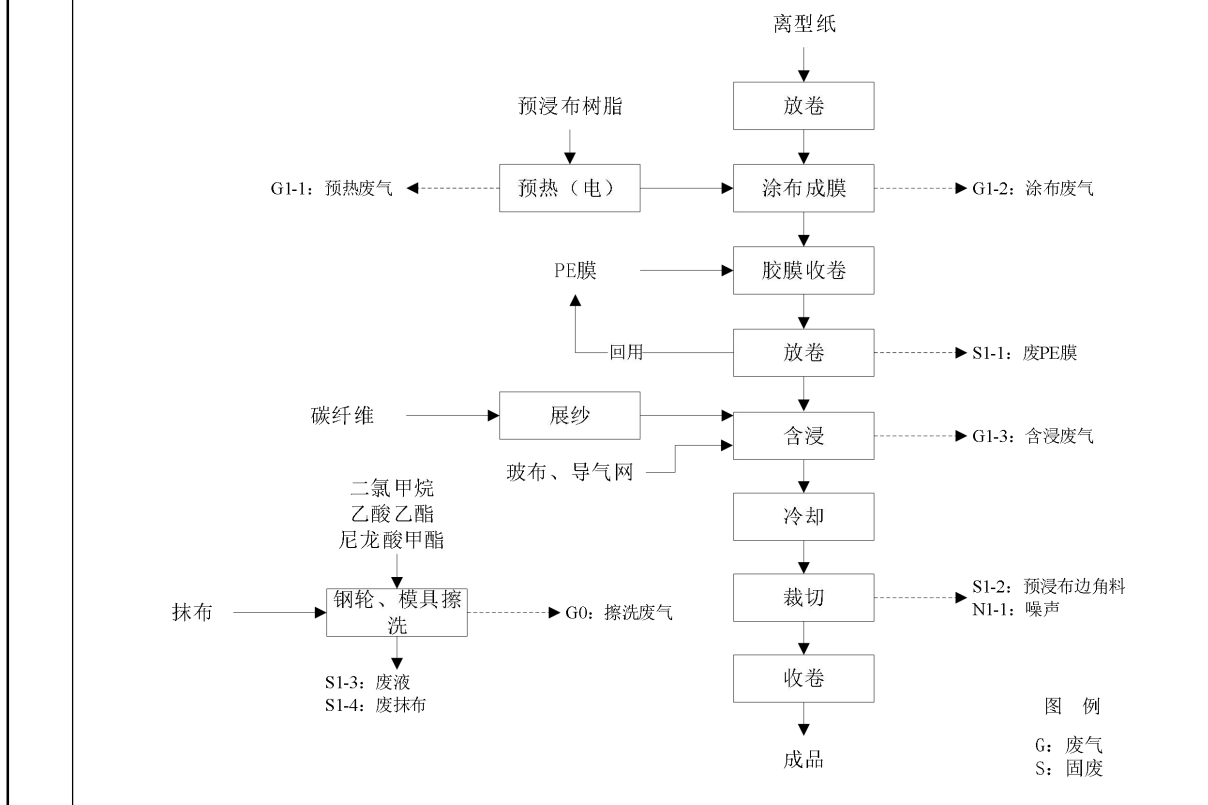 离型纸
放卷
预浸布树脂
G1-1：预热废气
预热（电）
涂布成膜
G1-2：涂布废气
PE膜
胶膜收卷
回用
放卷
S1-1：废PE膜
碳纤维
展纱
含浸
G1-3：含浸废气
玻布、导气网
二氯甲烷
乙酸乙酯
尼龙酸甲酯
冷却
抹布
钢轮、模具擦
洗
G0：擦洗废气
裁切
S1-2：预浸布边角料
N1-1：噪声
S1-3：废液
S1-4：废抹布
收卷
成品
图 例
G：废气
S：固废